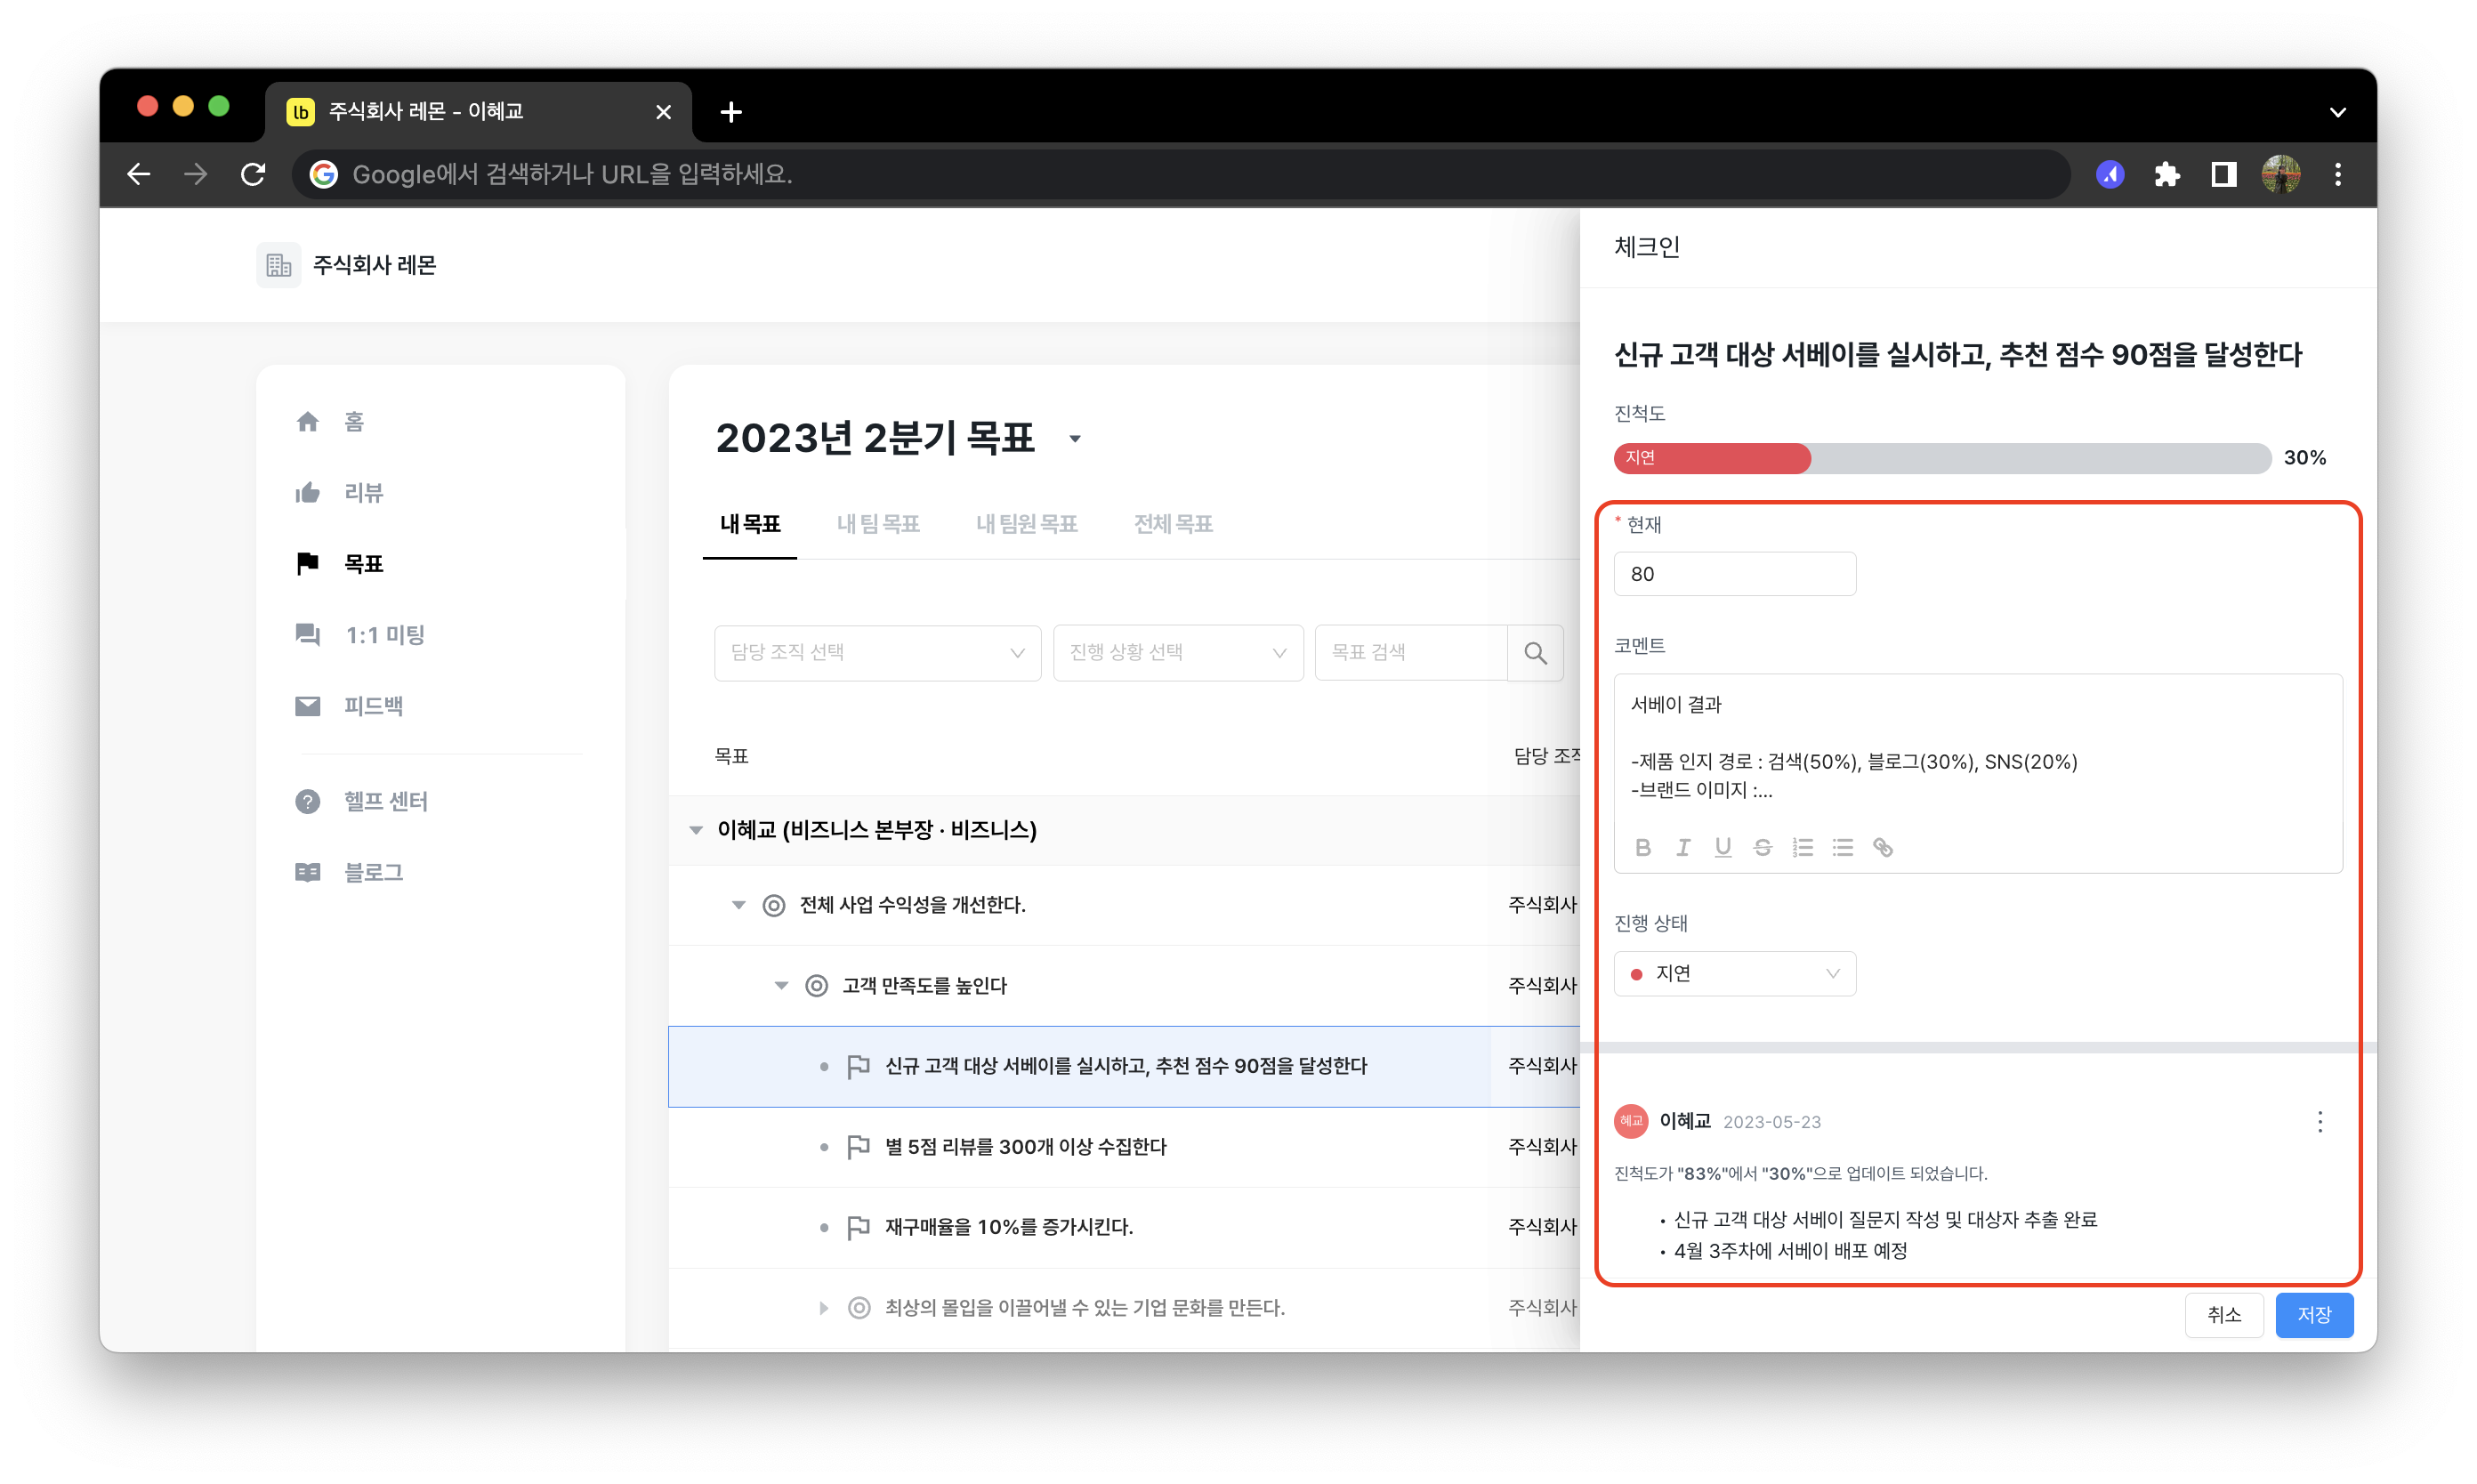 lb 주식회사 레몬 - 이혜교
Google에서 검색하거나 URL을 입력하세요.
주식회사 레몬
홈
리뷰
목표
1:1 미팅
피드백
헬프 센터
블로그
2023년 2분기 목표
내 목표 내 팀 목표 내 팀원 목표 전체 목표
담당 조직 선택 진행 상황 선택 목표 검색
목표 담당 조직
이혜교 (비즈니스 본부장 · 비즈니스)
전체 사업 수익성을 개선한다. 주식회사
고객 만족도를 높인다 주식회사
신규 고객 대상 서베이를 실시하고, 추천 점수 90점을 달성한다 주식회사
별 5점 리뷰를 300개 이상 수집한다 주식회사
재구매율을 10%를 증가시킨다. 주식회사
최상의 몰입을 이끌어낼 수 있는 기업 문화를 만든다. 주식회사
체크인
신규 고객 대상 서베이를 실시하고, 추천 점수 90점을 달성한다
진척도
지연 30%
* 현재
80
코멘트
서베이 결과
-제품 인지 경로 : 검색(50%), 블로그(30%), SNS(20%)
-브랜드 이미지 :...
B I U S
진행 상태
지연
혜교 이혜교 2023-05-23
진척도가 "83%"에서 "30%"으로 업데이트 되었습니다.
• 신규 고객 대상 서베이 질문지 작성 및 대상자 추출 완료
• 4월 3주차에 서베이 배포 예정
취소 저장